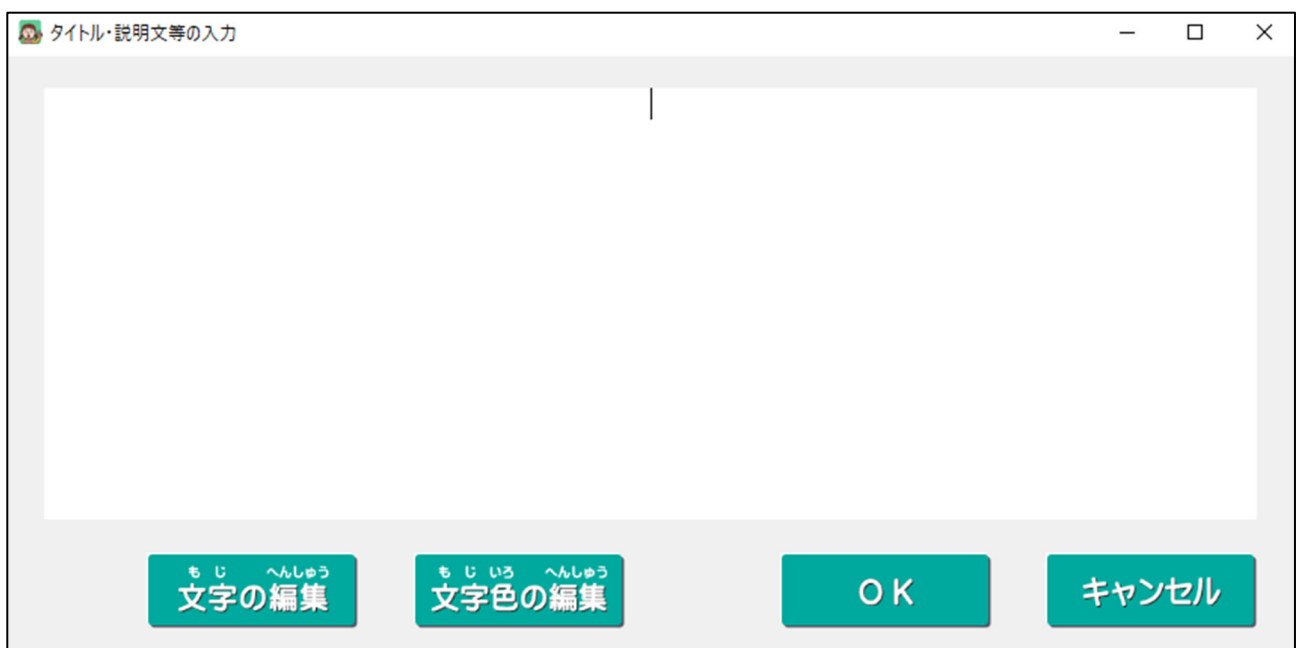 タイトル・説明文等の入力
もじ へんしゅう
文字の編集
もじいろ へんしゅう
文字色の編集
OK
キャンセル